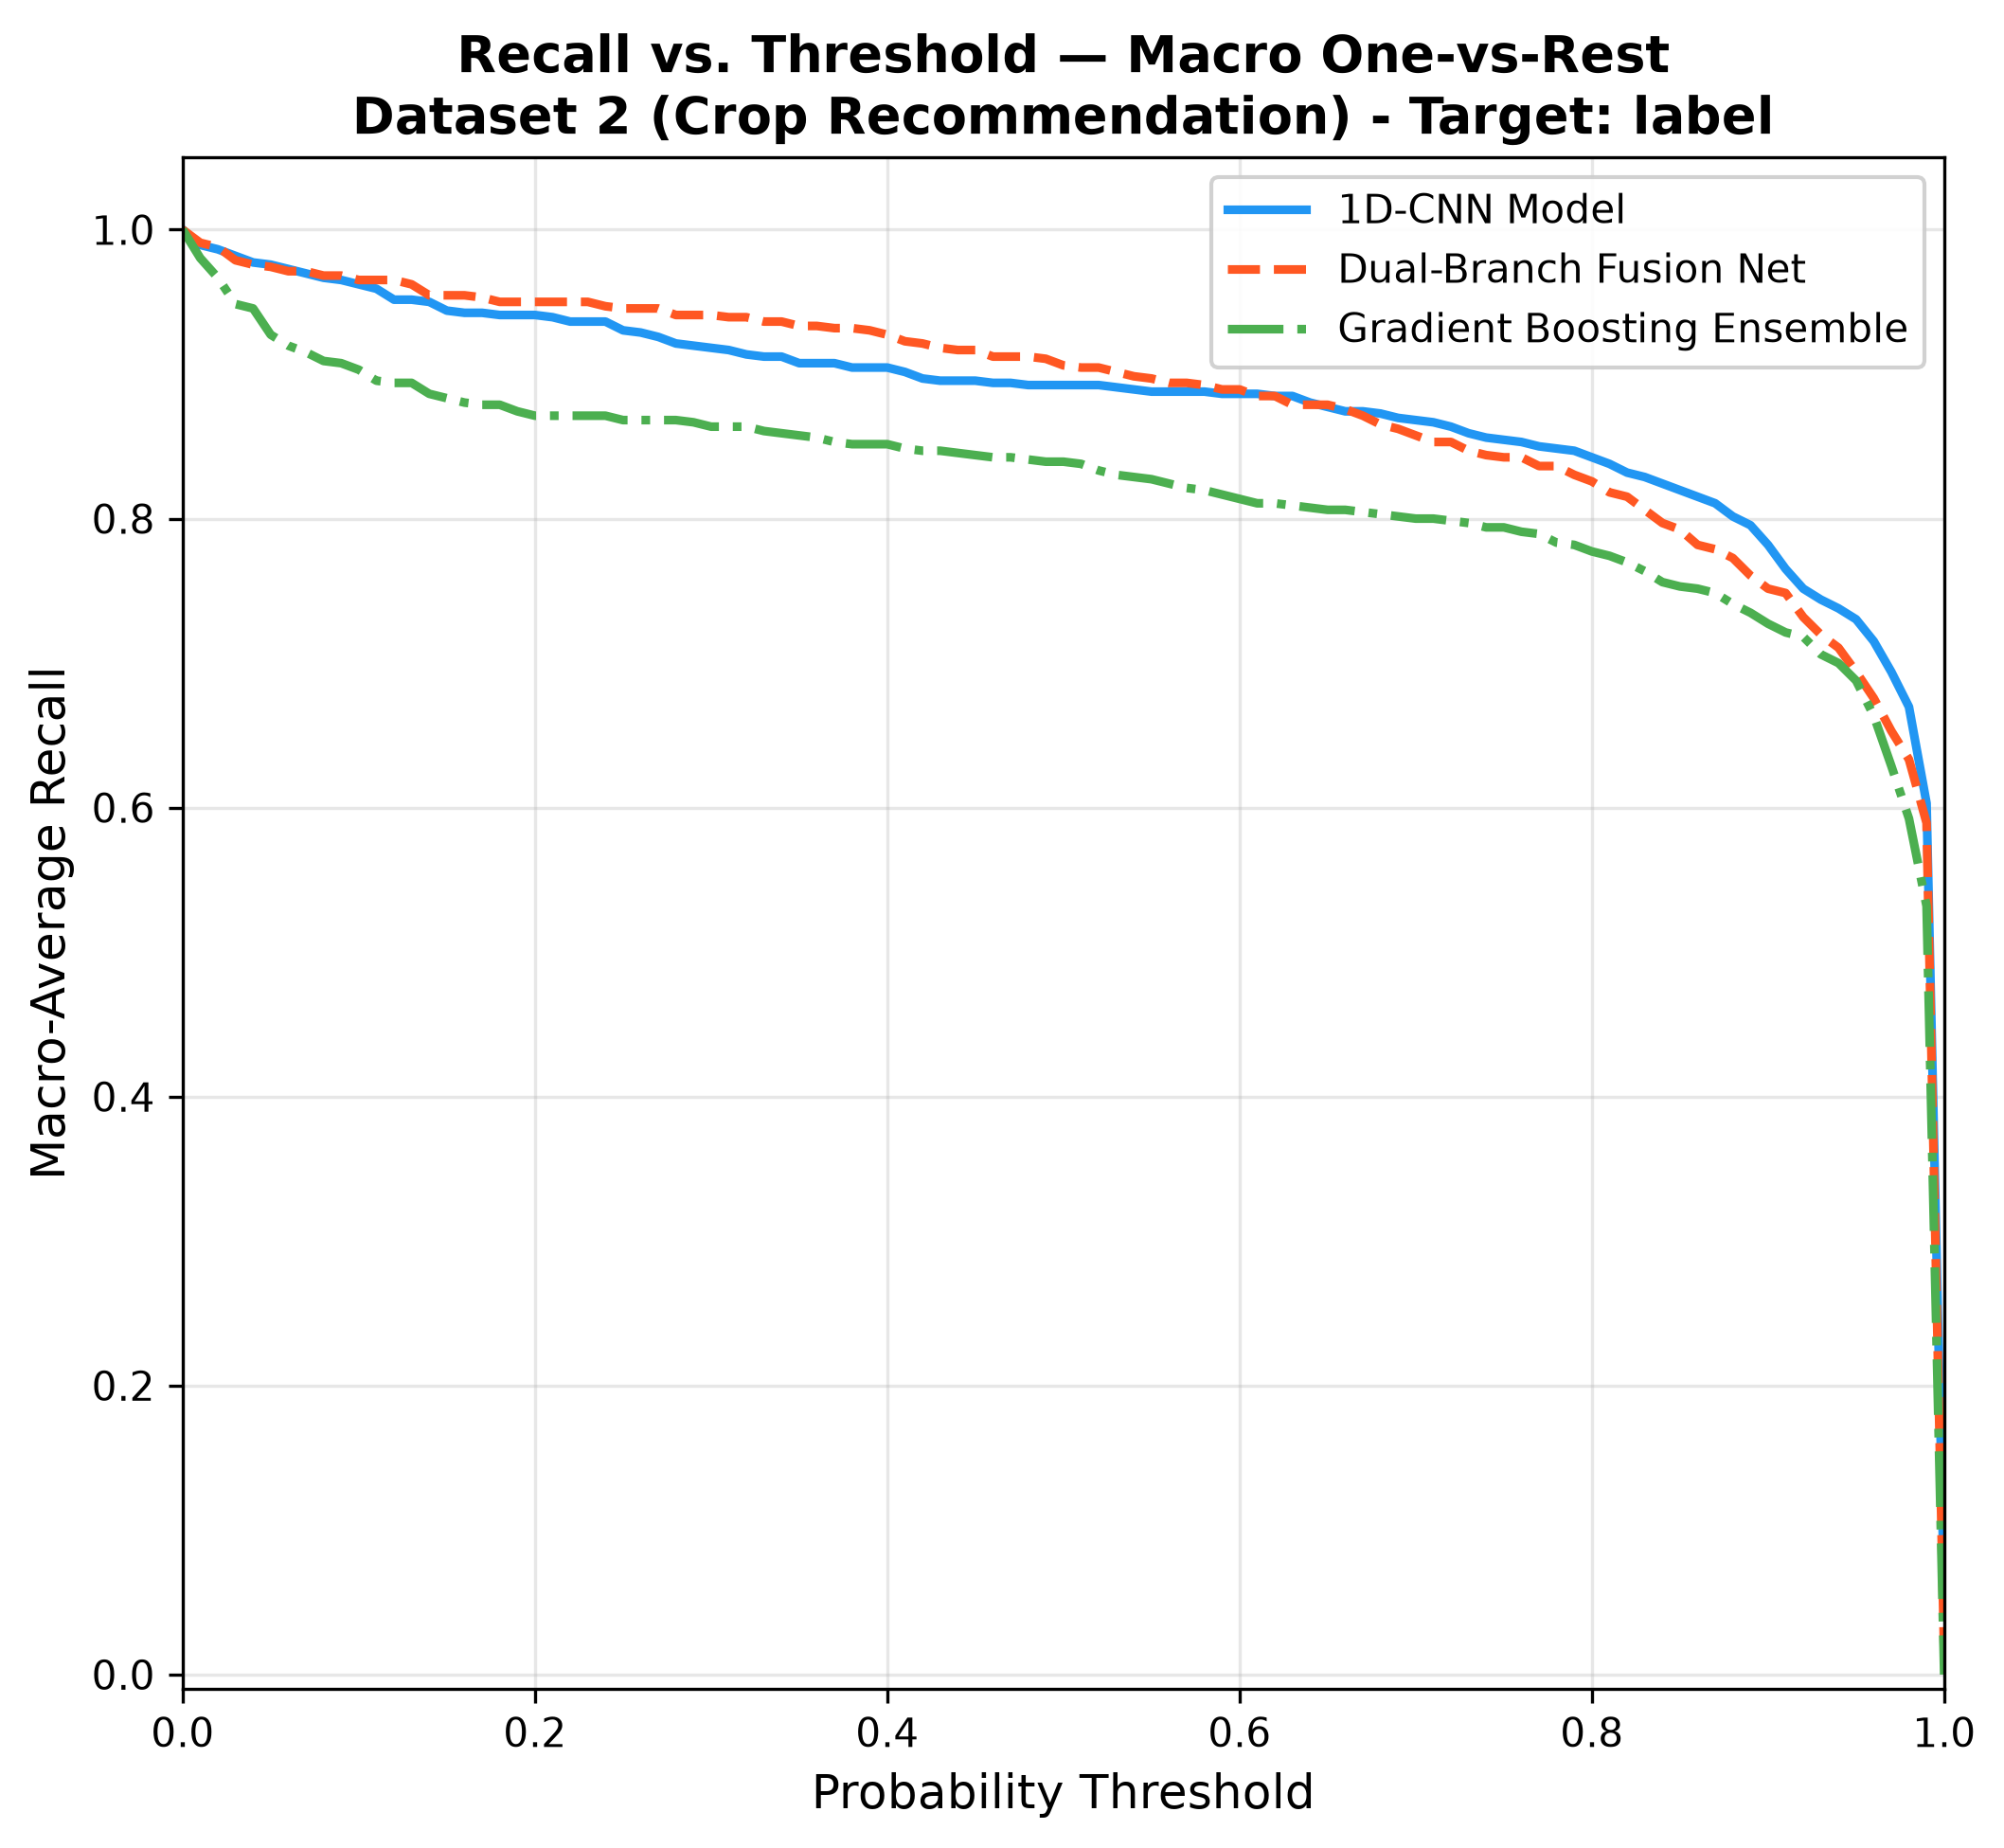 Recall vs. Threshold — Macro One-vs-Rest
Dataset 2 (Crop Recommendation) - Target: label
1D-CNN Model
Dual-Branch Fusion Net
Gradient Boosting Ensemble
Macro-Average Recall
1.0
0.8
0.6
0.4
0.2
0.0
0.0 0.2 0.4 0.6 0.8 1.0
Probability Threshold